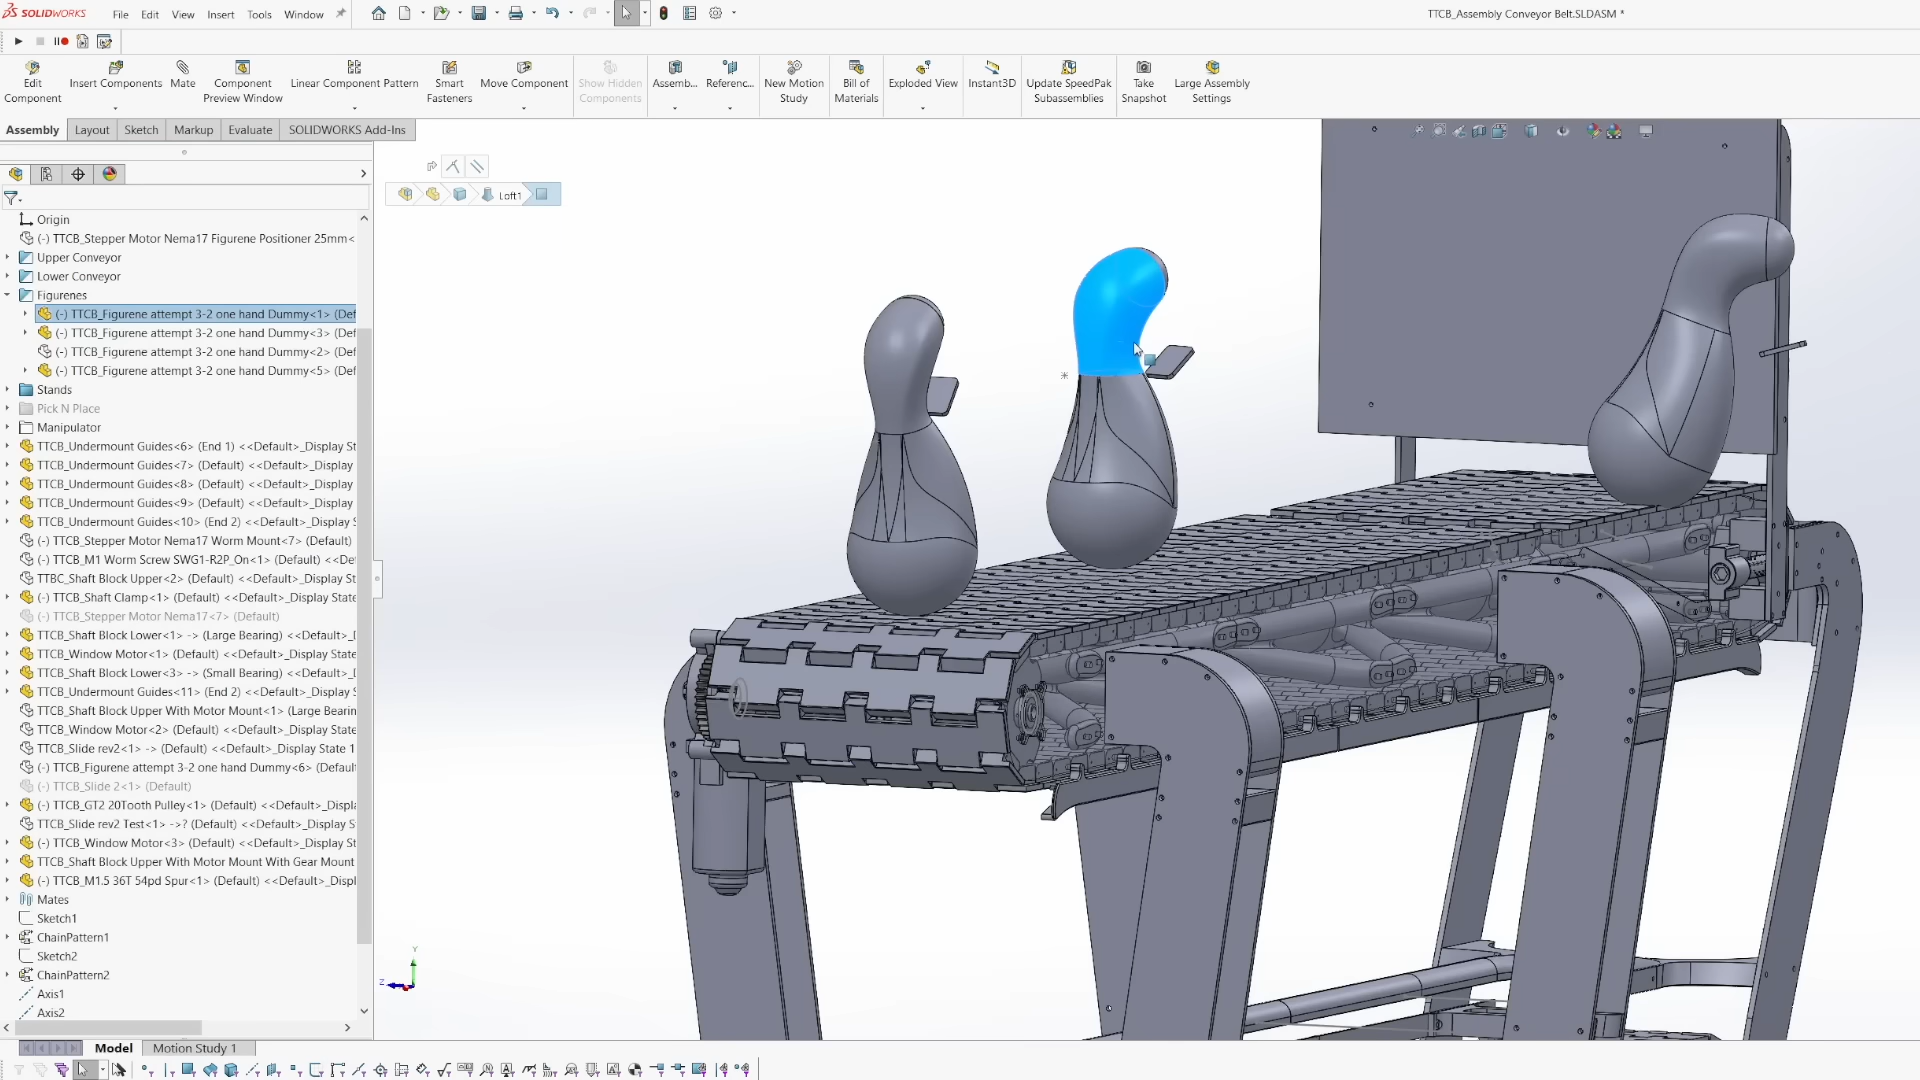 SOLIDWORKS
File Edit View Insert Tools Window
TTCB_Assembly Conveyor Belt.SLDASM *
Edit Component
Insert Components
Mate
Component Preview Window
Linear Component Pattern
Smart Fasteners
Move Component
Show Hidden Components
Assemb...
Referenc...
New Motion Study
Bill of Materials
Exploded View
Instant3D
Update SpeedPak Subassemblies
Take Snapshot
Large Assembly Settings
Assembly Layout Sketch Markup Evaluate SOLIDWORKS Add-Ins
Loft1
Origin
(-) TTCB_Stepper Motor Nema17 Figurene Positioner 25mm<
Upper Conveyor
Lower Conveyor
Figurenes
(-) TTCB_Figurene attempt 3-2 one hand Dummy<1> (Def
(-) TTCB_Figurene attempt 3-2 one hand Dummy<3> (Def
(-) TTCB_Figurene attempt 3-2 one hand Dummy<2> (Def
(-) TTCB_Figurene attempt 3-2 one hand Dummy<5> (Def
Stands
Pick N Place
Manipulator
TTCB_Undermount Guides<6> (End 1) <<Default>_Display St
TTCB_Undermount Guides<7> (Default) <<Default>_Display
TTCB_Undermount Guides<8> (Default) <<Default>_Display
TTCB_Undermount Guides<9> (Default) <<Default>_Display
TTCB_Undermount Guides<10> (End 2) <<Default>_Display S
TTCB_Stepper Motor Nema17 Worm Mount<7> (Default)
(-) TTCB_M1 Worm Screw SWG1-R2P_On<1> (Default) <<De
TTBC_Shaft Block Upper<2> (Default) <<Default>_Display St
(-) TTCB_Shaft Clamp<1> (Default) <<Default>_Display State
(-) TTCB_Stepper Motor Nema17<7> (Default)
TTCB_Shaft Block Lower<1> -> (Large Bearing) <<Default>_I
TTCB_Window Motor<1> (Default) <<Default>_Display State
TTCB_Shaft Block Lower<3> -> (Small Bearing) <<Default>_I
TTCB_Undermount Guides<11> (End 2) <<Default>_Display S
TTCB_Shaft Block Upper With Motor Mount<1> (Large Bearin
TTCB_Window Motor<2> (Default) <<Default>_Display State
TTCB_Slide rev2<1> -> (Default) <<Default>_Display State 1
(-) TTCB_Figurene attempt 3-2 one hand Dummy<6> (Defaul
(-) TTCB_Slide 2<1> (Default)
(-) TTCB_GT2 20Tooth Pulley<1> (Default) <<Default>_Displa
TTCB_Slide rev2 Test<1> ->? (Default) <<Default>_Display S
(-) TTCB_Window Motor<3> (Default) <<Default>_Display
TTCB_Shaft Block Upper With Motor Mount With Gear Mount
(-) TTCB_M1.5 36T 54pd Spur<1> (Default) <<Default>_Displ
Mates
Sketch1
ChainPattern1
Sketch2
ChainPattern2
Axis1
Axis2
Y
Z
Model Motion Study 1